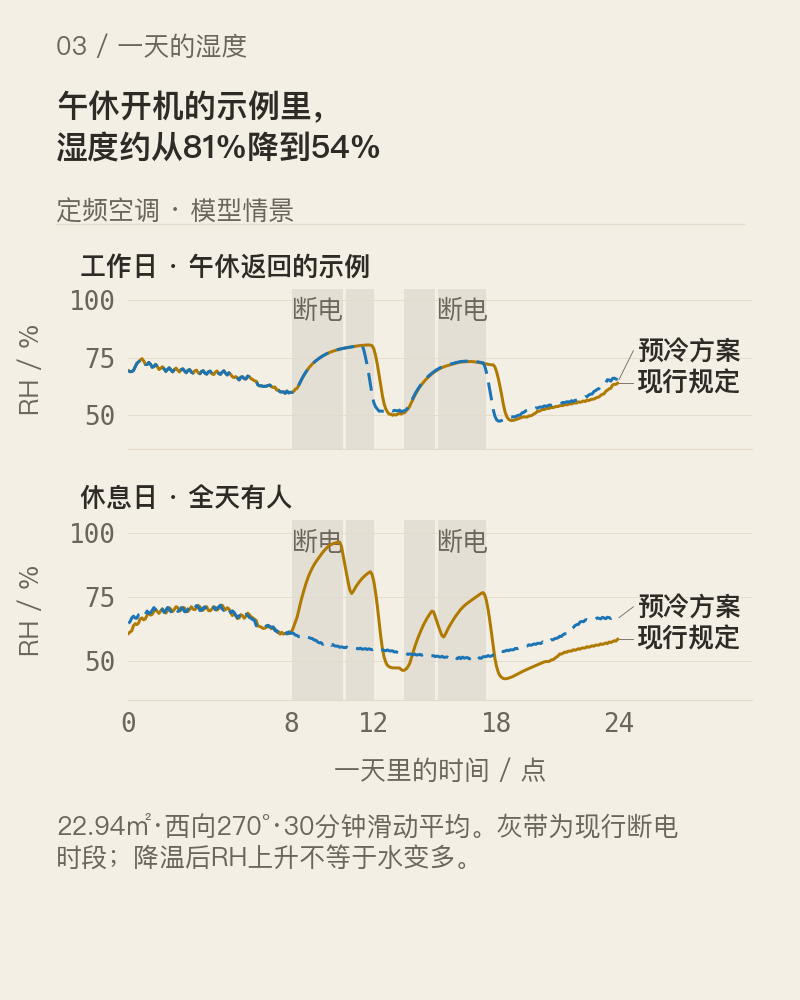 03 / 一天的湿度
午休开机的示例里，
湿度约从81%降到54%
定频空调 · 模型情景
工作日 · 午休返回的示例
断电 断电
100
75
50
RH / %
预冷方案
现行规定
休息日 · 全天有人
断电 断电
100
75
50
RH / %
预冷方案
现行规定
0 8 12 18 24
一天里的时间 / 点
22.94㎡·西向270°·30分钟滑动平均。灰带为现行断电
时段；降温后RH上升不等于水变多。